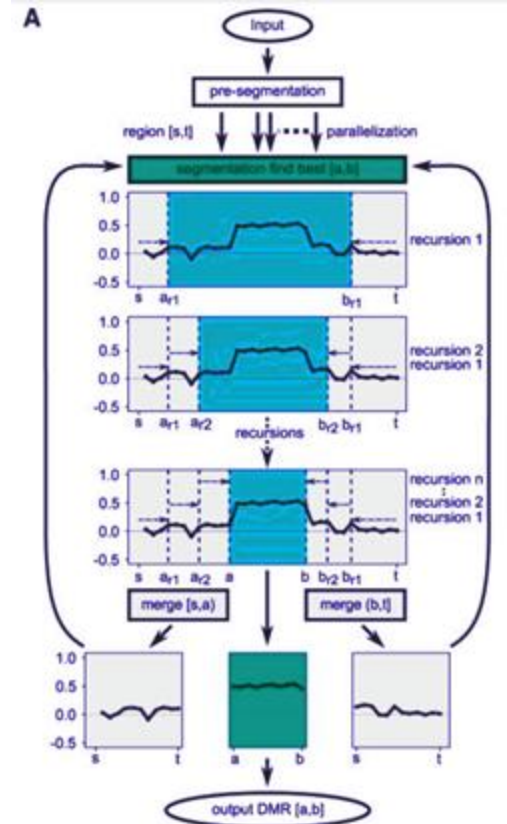 A
Input
pre-segmentation
region [s,t]
parallelization
segmentation find best [a,b]
1.0
0.5
0.0
-0.5
recursion 1
s ar1 br1 t
1.0
0.5
0.0
-0.5
recursion 2
recursion 1
s ar1 ar2 br2 br1 t
recursions
1.0
0.5
0.0
-0.5
recursion n
⋮
recursion 2
recursion 1
s ar1 ar2 a b br2 br1 t
merge [s,a)
merge (b,t]
1.0
0.5
0.0
-0.5
s t
a b
s t
output DMR [a,b]